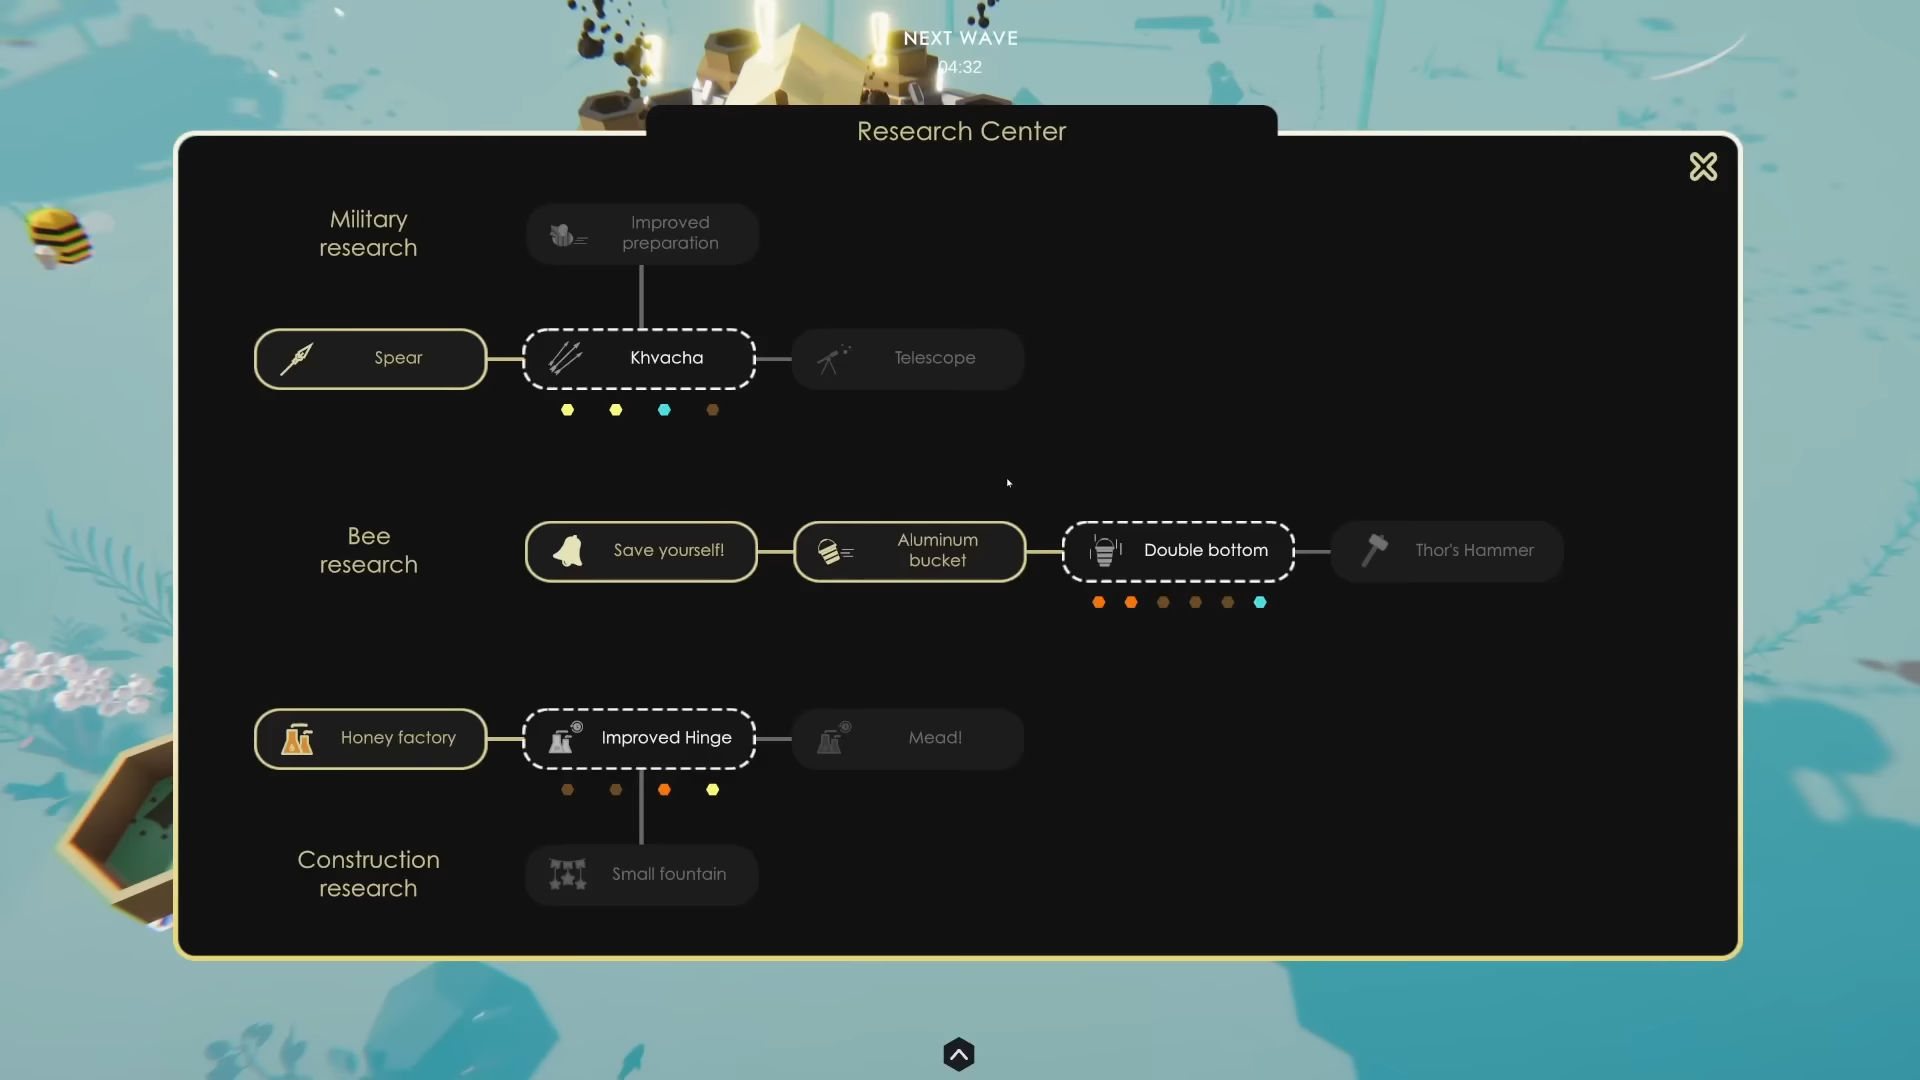 NEXT WAVE
04:32
Research Center
Military
research
Improved
preparation
Spear
Khvacha
Telescope
Bee
research
Save yourself!
Aluminum
bucket
Double bottom
Thor's Hammer
Honey factory
Improved Hinge
Mead!
Construction
research
Small fountain